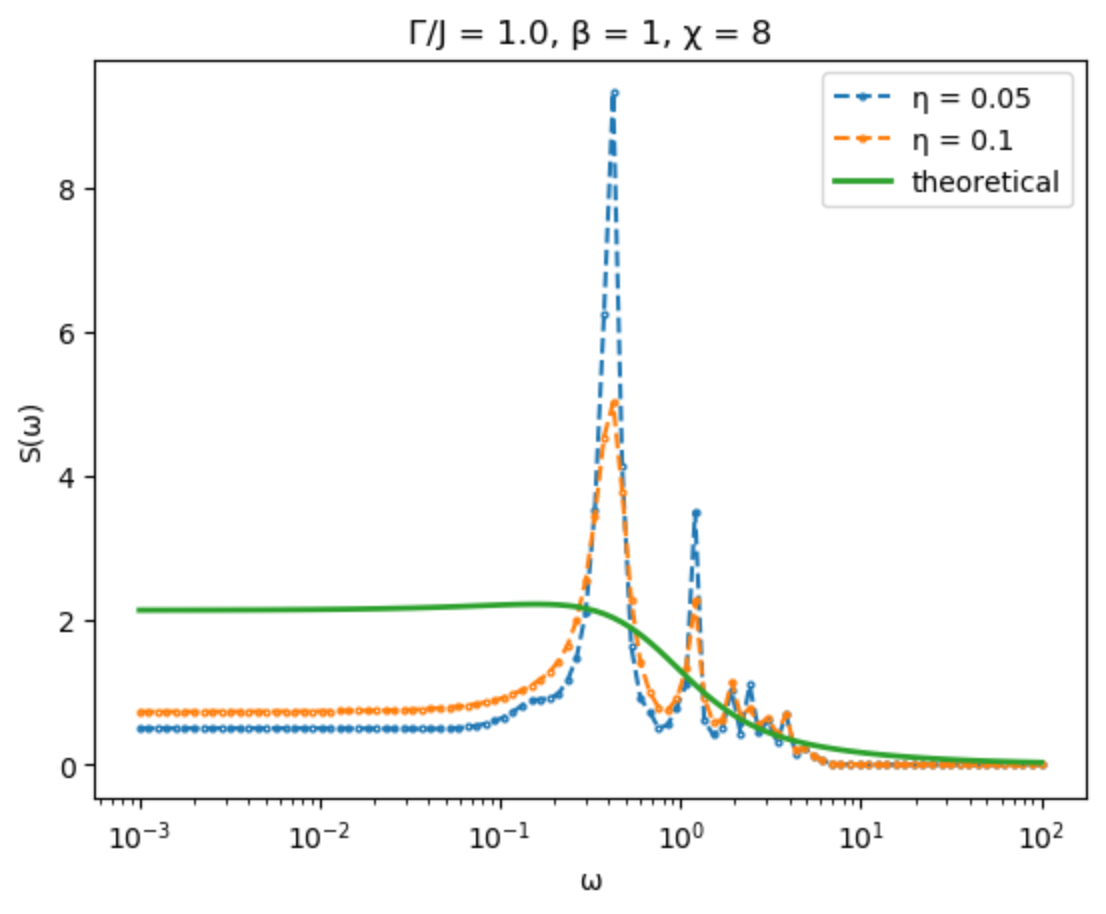 Γ/J = 1.0, β = 1, χ = 8
η = 0.05
η = 0.1
theoretical
S(ω)
8
6
4
2
0
10⁻³ 10⁻² 10⁻¹ 10⁰ 10¹ 10²
ω